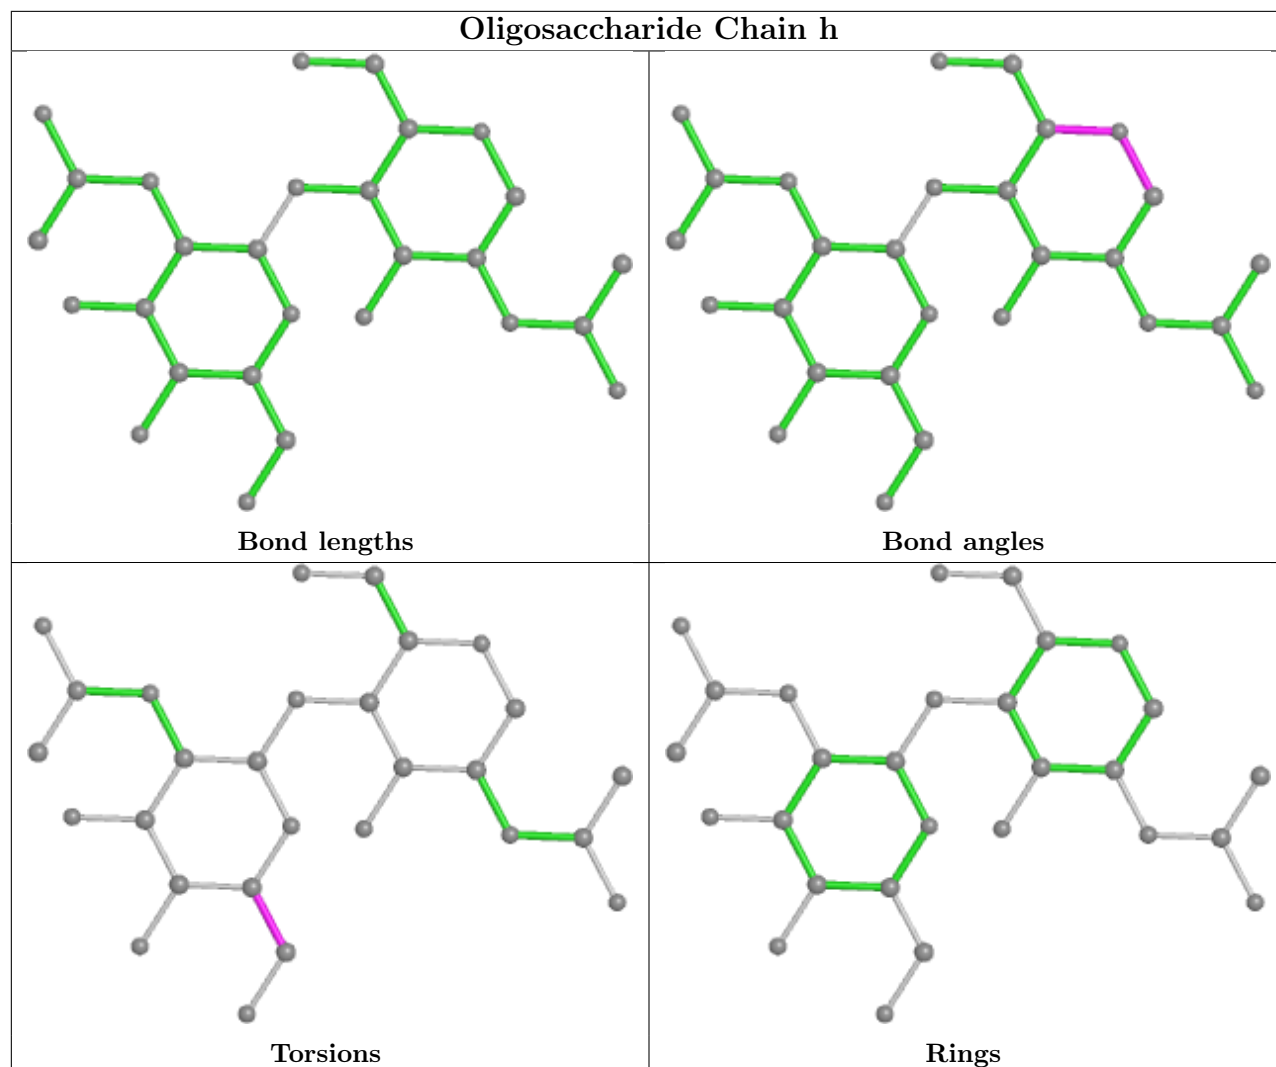 Oligosaccharide Chain h
Bond lengths
Bond angles
Torsions
Rings